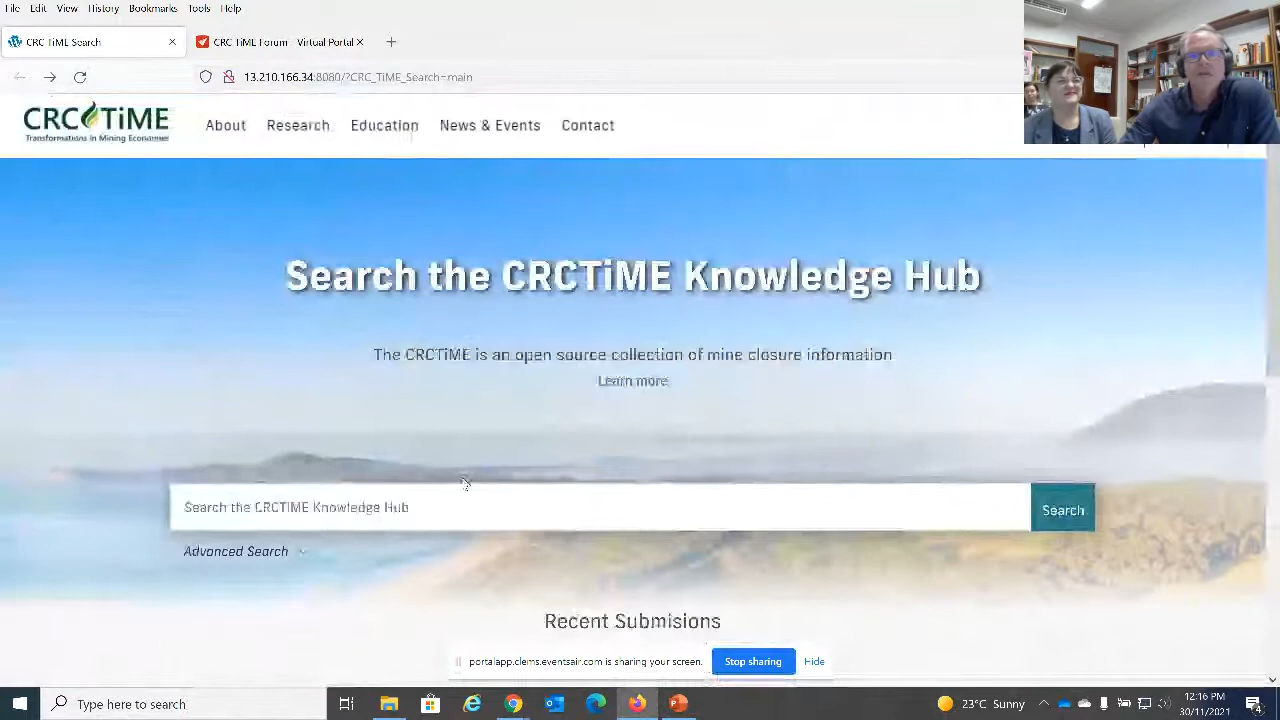 File Edit View History Bookmarks Tools Help
CRC TiME Search
CRC TiME Forum - Virtual Portal
13.210.166.34:8000/?CRC_TiME_Search=main
CRC TiME
Transformations in Mining Economies
About Research Education News & Events Contact
Search the CRCTiME Knowledge Hub
The CRCTiME is an open source collection of mine closure information
Learn more
Search the CRCTIME Knowledge Hub
Search
Advanced Search
Recent Submisions
portalapp.clems.eventsair.com is sharing your screen.
Stop sharing
Hide
Type here to search
23°C Sunny
12:16 PM
30/11/2021